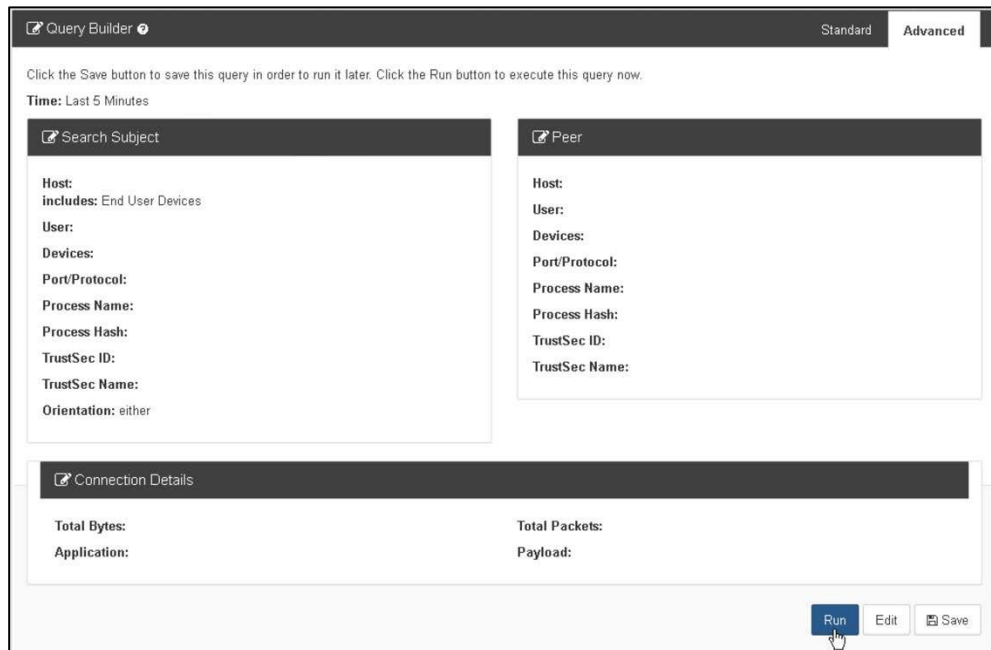 Query Builder ?
Standard
Advanced
Click the Save button to save this query in order to run it later. Click the Run button to execute this query now.
Time: Last 5 Minutes
Search Subject
Host:
includes: End User Devices
User:
Devices:
Port/Protocol:
Process Name:
Process Hash:
TrustSec ID:
TrustSec Name:
Orientation: either
Peer
Host:
User:
Devices:
Port/Protocol:
Process Name:
Process Hash:
TrustSec ID:
TrustSec Name:
Connection Details
Total Bytes:
Application:
Total Packets:
Payload:
Run
Edit
Save